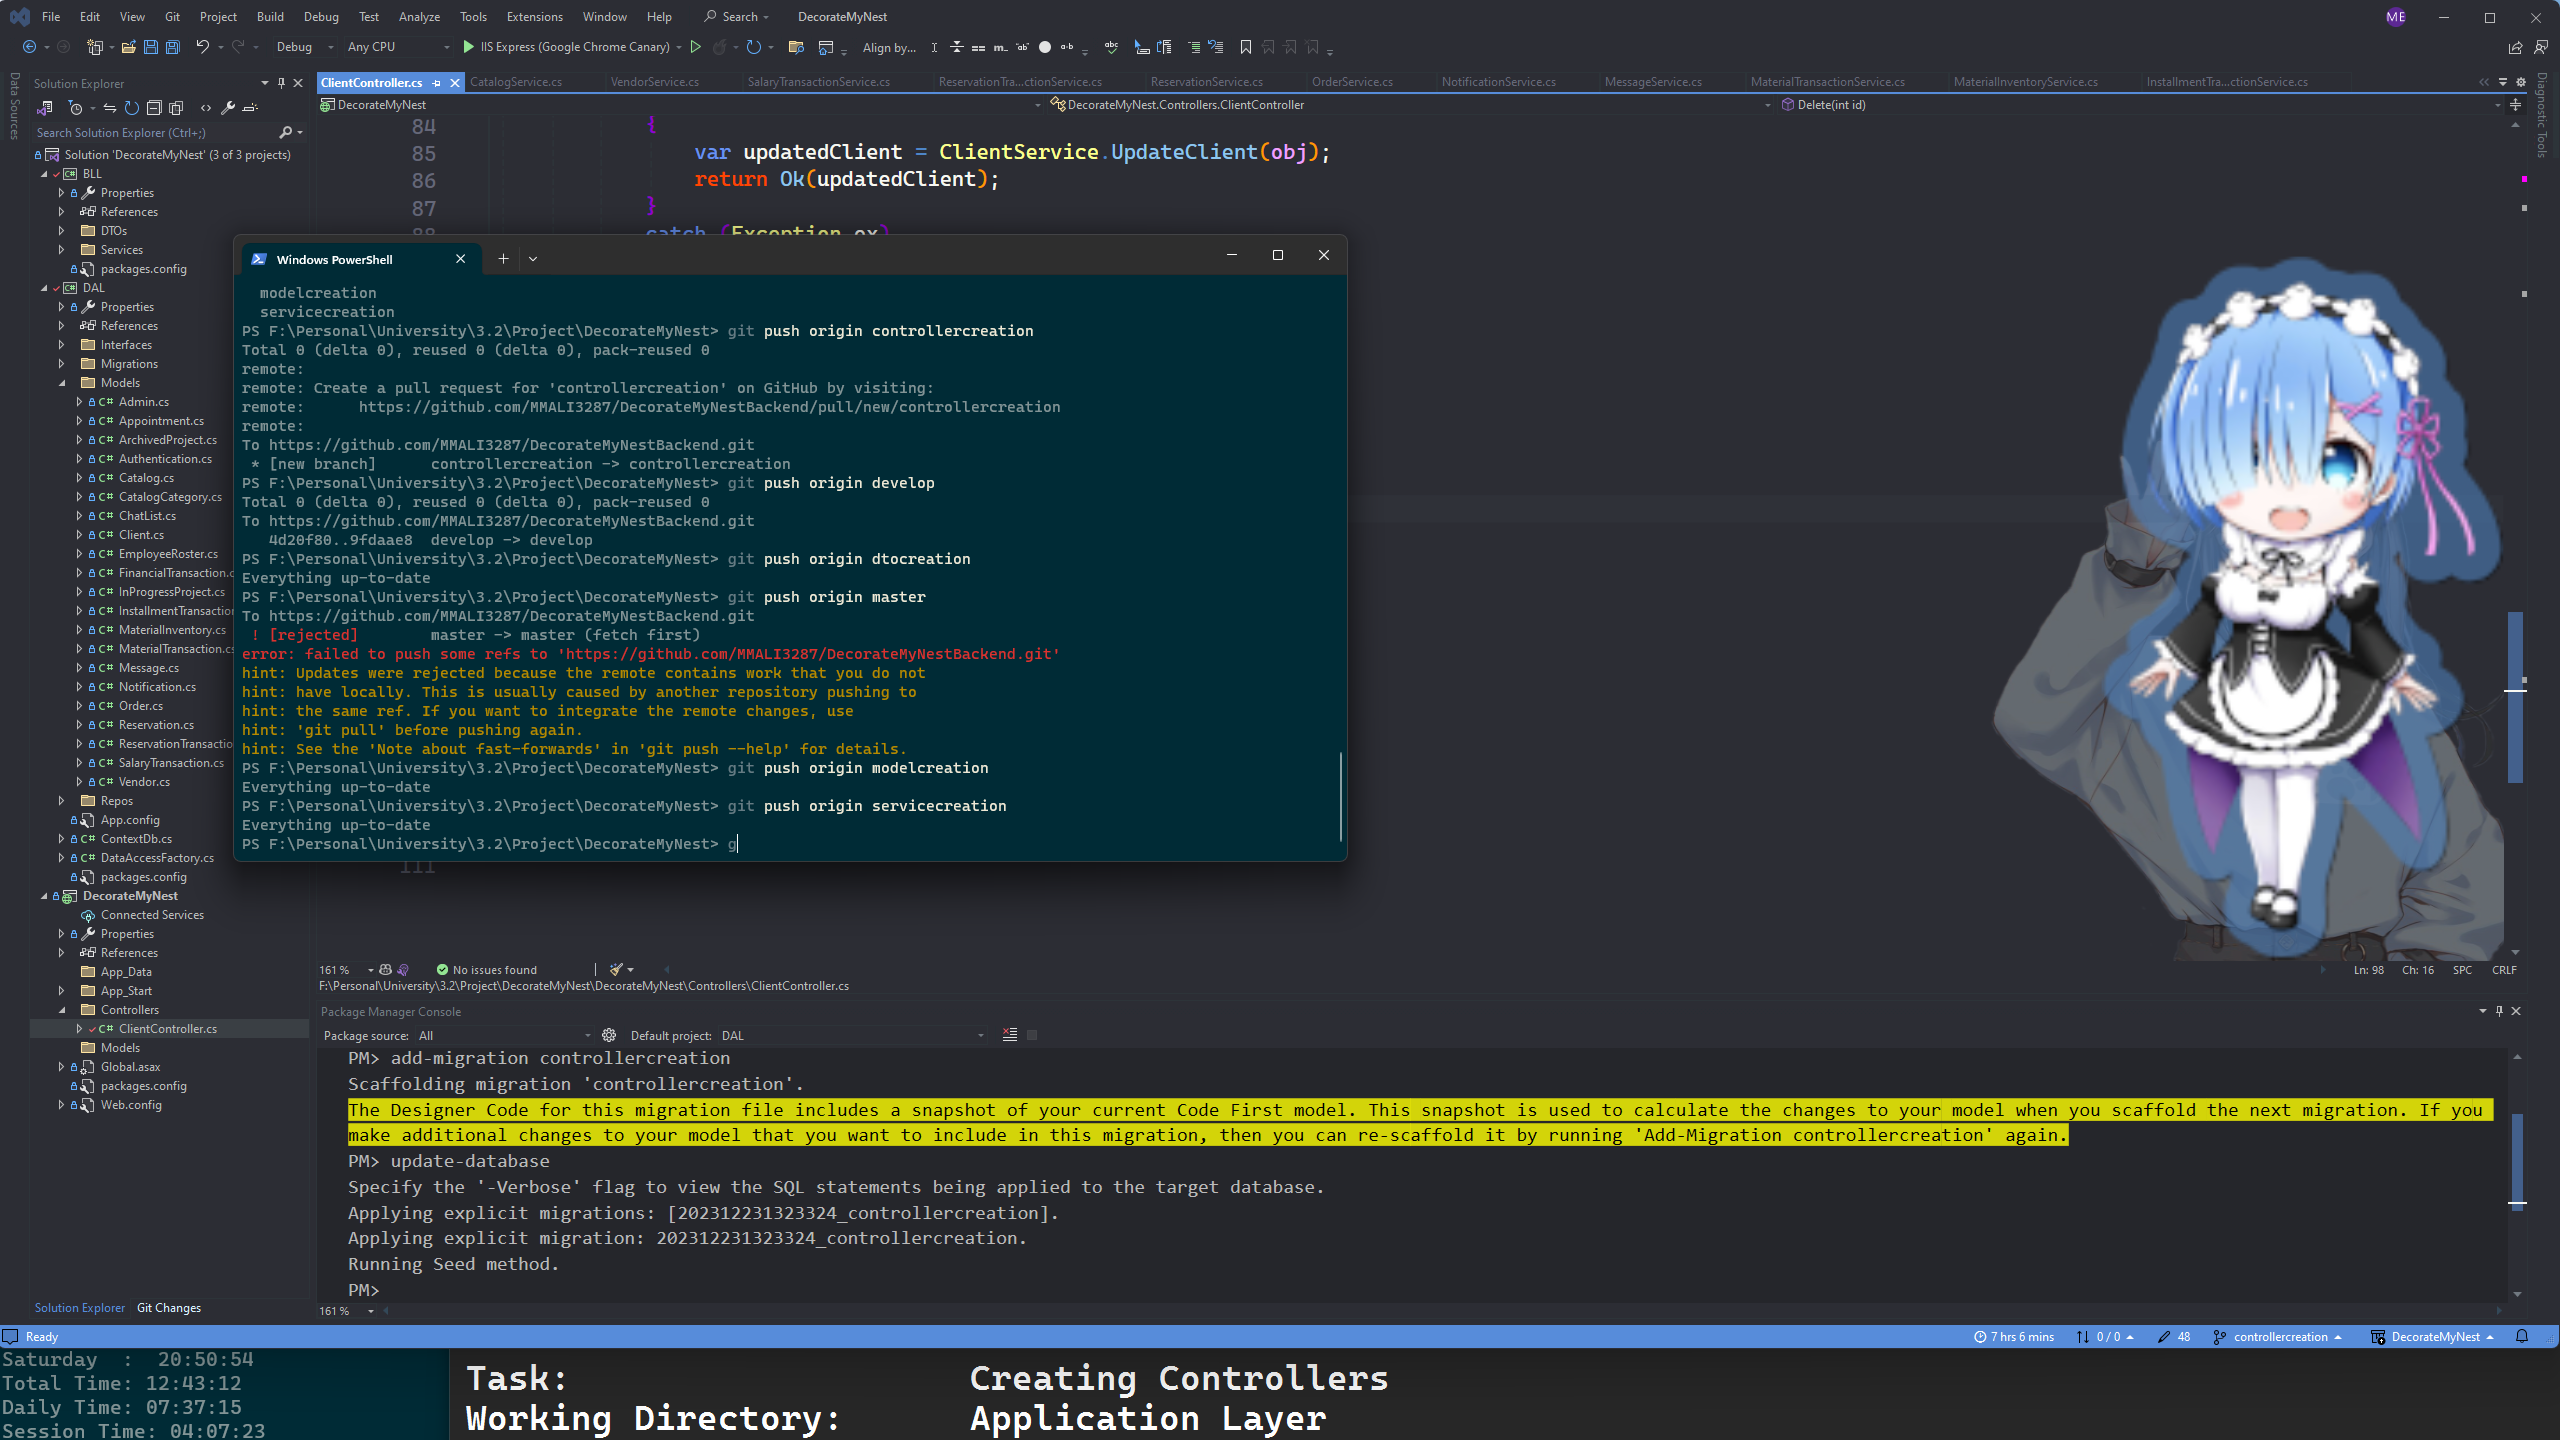 File Edit View Git Project Build Debug Test Analyze Tools Extensions Window Help Search DecorateMyNest ME
Debug Any CPU IIS Express (Google Chrome Canary) Align by...
Data Sources
Solution Explorer
Search Solution Explorer (Ctrl+;)
Solution 'DecorateMyNest' (3 of 3 projects)
BLL
Properties
References
DTOs
Services
packages.config
DAL
Properties
References
Interfaces
Migrations
Models
Admin.cs
Appointment.cs
ArchivedProject.cs
Authentication.cs
Catalog.cs
CatalogCategory.cs
ChatList.cs
Client.cs
EmployeeRoster.cs
FinancialTransaction.c
InProgressProject.cs
InstallmentTransaction
MaterialInventory.cs
MaterialTransaction.cs
Message.cs
Notification.cs
Order.cs
Reservation.cs
ReservationTransactio
SalaryTransaction.cs
Vendor.cs
Repos
App.config
ContextDb.cs
DataAccessFactory.cs
packages.config
DecorateMyNest
Connected Services
Properties
References
App_Data
App_Start
Controllers
ClientController.cs
Models
Global.asax
packages.config
Web.config
Solution Explorer Git Changes
ClientController.cs CatalogService.cs VendorService.cs SalaryTransactionService.cs ReservationTra...ctionService.cs ReservationService.cs OrderService.cs NotificationService.cs MessageService.cs MaterialTransactionService.cs MaterialInventoryService.cs InstallmentTra...ctionService.cs
DecorateMyNest DecorateMyNest.Controllers.ClientController Delete(int id)
Diagnostic Tools
84 {
85 var updatedClient = ClientService.UpdateClient(obj);
86 return Ok(updatedClient);
87 }
88 catch (Exception ex)
Windows PowerShell
modelcreation
servicecreation
PS F:\Personal\University\3.2\Project\DecorateMyNest> git push origin controllercreation
Total 0 (delta 0), reused 0 (delta 0), pack-reused 0
remote:
remote: Create a pull request for 'controllercreation' on GitHub by visiting:
remote:      https://github.com/MMALI3287/DecorateMyNestBackend/pull/new/controllercreation
remote:
To https://github.com/MMALI3287/DecorateMyNestBackend.git
 * [new branch]      controllercreation -> controllercreation
PS F:\Personal\University\3.2\Project\DecorateMyNest> git push origin develop
Total 0 (delta 0), reused 0 (delta 0), pack-reused 0
To https://github.com/MMALI3287/DecorateMyNestBackend.git
   4d20f80..9fdaae8  develop -> develop
PS F:\Personal\University\3.2\Project\DecorateMyNest> git push origin dtocreation
Everything up-to-date
PS F:\Personal\University\3.2\Project\DecorateMyNest> git push origin master
To https://github.com/MMALI3287/DecorateMyNestBackend.git
 ! [rejected]        master -> master (fetch first)
error: failed to push some refs to 'https://github.com/MMALI3287/DecorateMyNestBackend.git'
hint: Updates were rejected because the remote contains work that you do not
hint: have locally. This is usually caused by another repository pushing to
hint: the same ref. If you want to integrate the remote changes, use
hint: 'git pull' before pushing again.
hint: See the 'Note about fast-forwards' in 'git push --help' for details.
PS F:\Personal\University\3.2\Project\DecorateMyNest> git push origin modelcreation
Everything up-to-date
PS F:\Personal\University\3.2\Project\DecorateMyNest> git push origin servicecreation
Everything up-to-date
PS F:\Personal\University\3.2\Project\DecorateMyNest> g
111
161 % No issues found Ln: 98 Ch: 16 SPC CRLF
F:\Personal\University\3.2\Project\DecorateMyNest\DecorateMyNest\Controllers\ClientController.cs
Package Manager Console
Package source: All Default project: DAL
PM> add-migration controllercreation
Scaffolding migration 'controllercreation'.
The Designer Code for this migration file includes a snapshot of your current Code First model. This snapshot is used to calculate the changes to your model when you scaffold the next migration. If you
make additional changes to your model that you want to include in this migration, then you can re-scaffold it by running 'Add-Migration controllercreation' again.
PM> update-database
Specify the '-Verbose' flag to view the SQL statements being applied to the target database.
Applying explicit migrations: [202312231323324_controllercreation].
Applying explicit migration: 202312231323324_controllercreation.
Running Seed method.
PM>
161 %
Ready 7 hrs 6 mins 0 / 0 48 controllercreation DecorateMyNest
Saturday  :  20:50:54
Total Time: 12:43:12
Daily Time: 07:37:15
Session Time: 04:07:23
Task: Creating Controllers
Working Directory: Application Layer